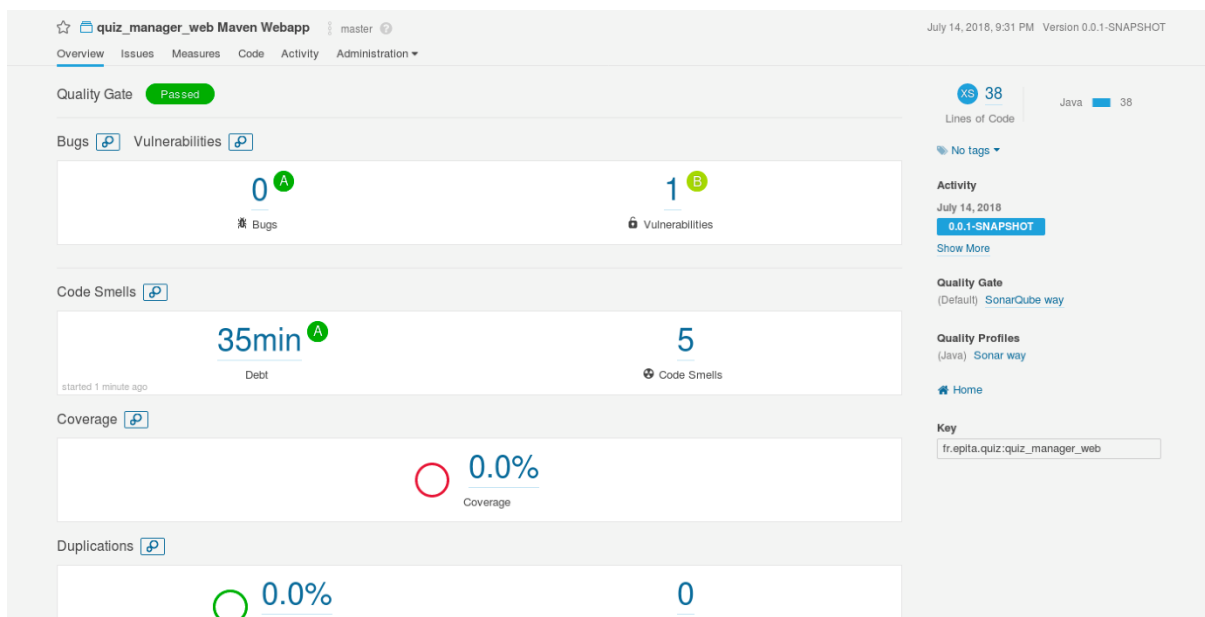 quiz_manager_web Maven Webapp master ?
July 14, 2018, 9:31 PM Version 0.0.1-SNAPSHOT
Overview Issues Measures Code Activity Administration
Quality Gate Passed
Bugs Vulnerabilities
0 A
Bugs
1 B
Vulnerabilities
Code Smells
35min A
Debt
started 1 minute ago
5
Code Smells
Coverage
0.0%
Coverage
Duplications
0.0%
0
XS 38
Lines of Code
Java 38
No tags
Activity
July 14, 2018
0.0.1-SNAPSHOT
Show More
Quality Gate
(Default) SonarQube way
Quality Profiles
(Java) Sonar way
Home
Key
fr.epita.quiz:quiz_manager_web